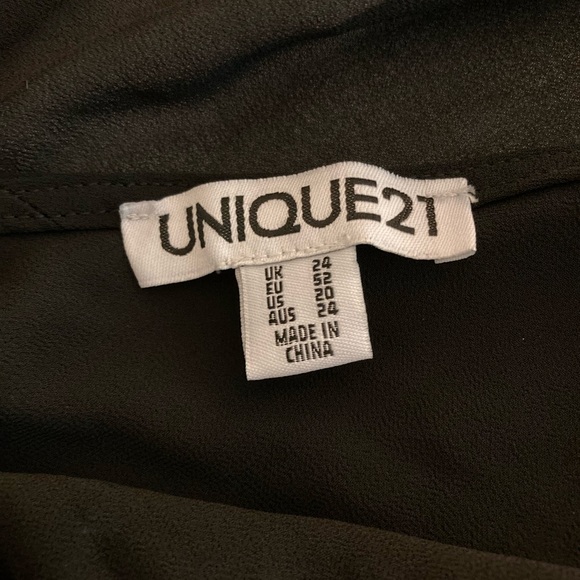 UNIQUE21
UK 24
EU 52
US 20
AUS 24
MADE IN
CHINA